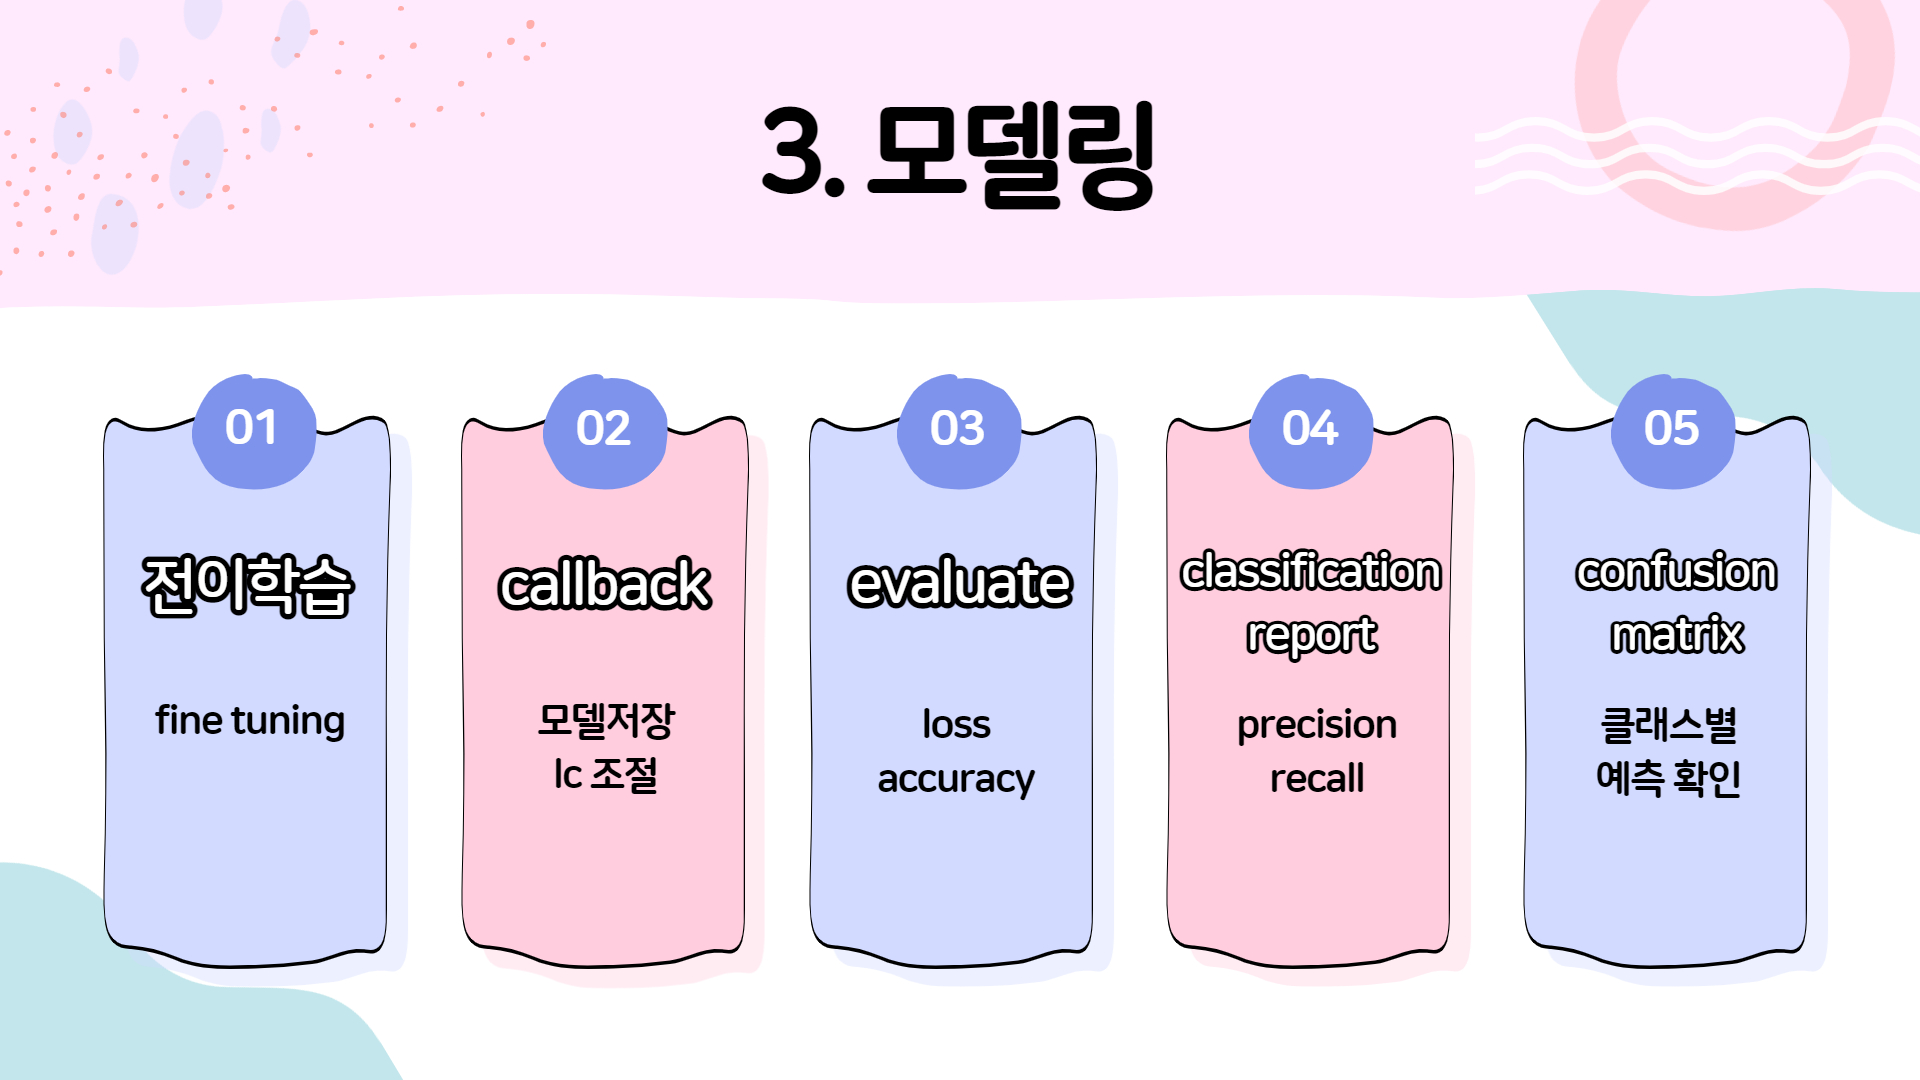 3. 모델링
01
전이학습
fine tuning
02
callback
모델저장
lc 조절
03
evaluate
loss
accuracy
04
classification
report
precision
recall
05
confusion
matrix
클래스별
예측 확인